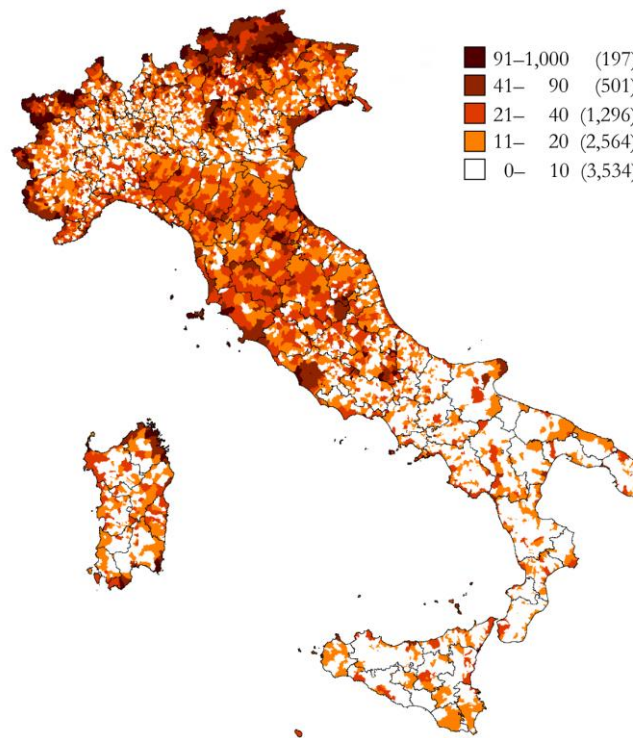 91–1,000 (197)
41– 90 (501)
21– 40 (1,296)
11– 20 (2,564)
0– 10 (3,534)